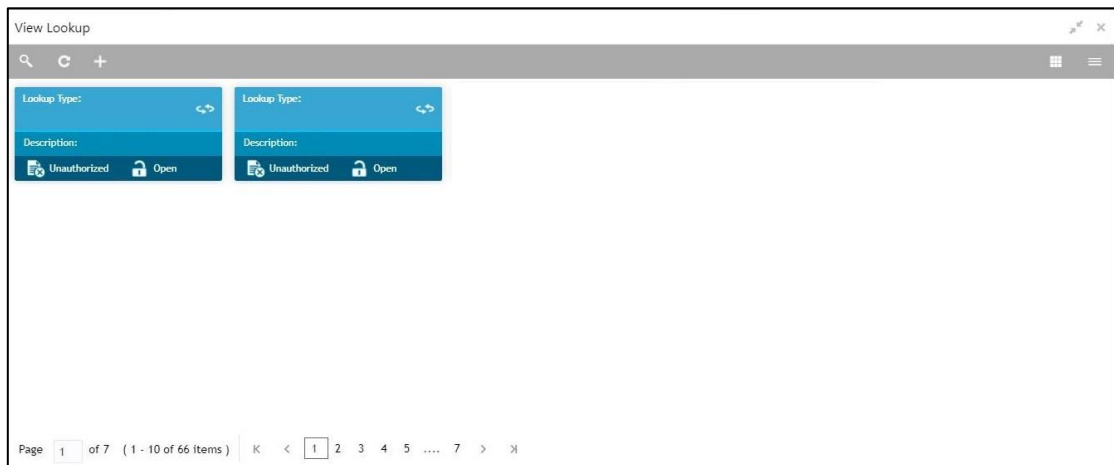 View Lookup
Lookup Type: Lookup Type:
Description: Description:
Unauthorized Open Unauthorized Open
Page 1 of 7 ( 1 - 10 of 66 items ) K < 1 2 3 4 5 .... 7 > >|